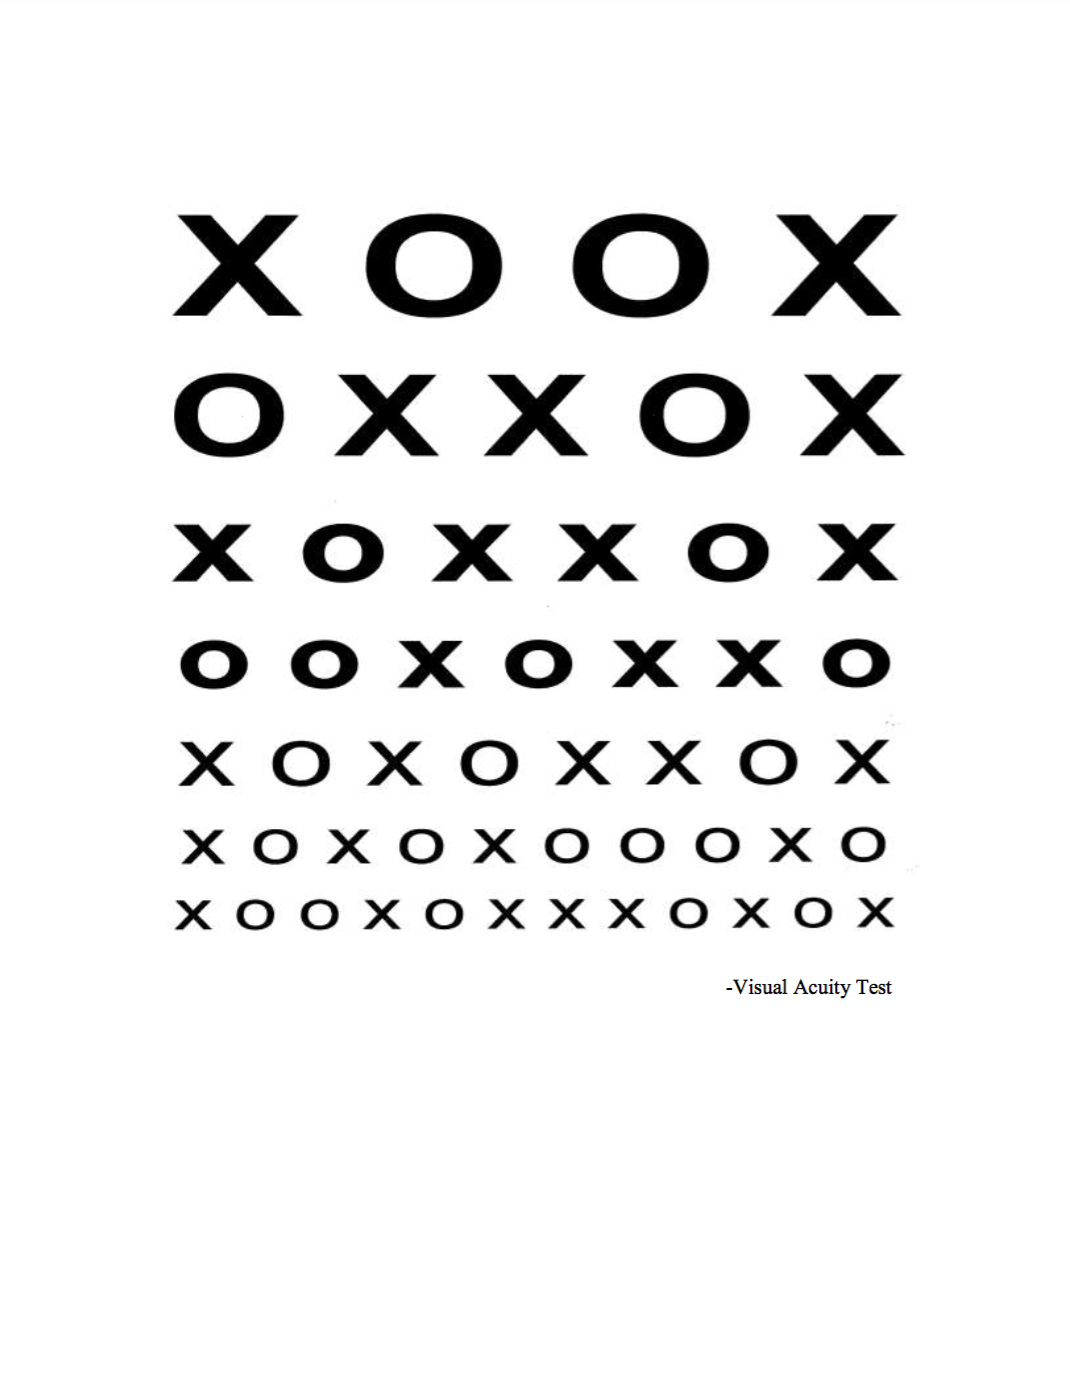 X O O X
O X X O X
X O X X O X
O O X O X X O
X O X O X X O X
X O X O X O O O X O
X O O X O X X X O X O X
-Visual Acuity Test